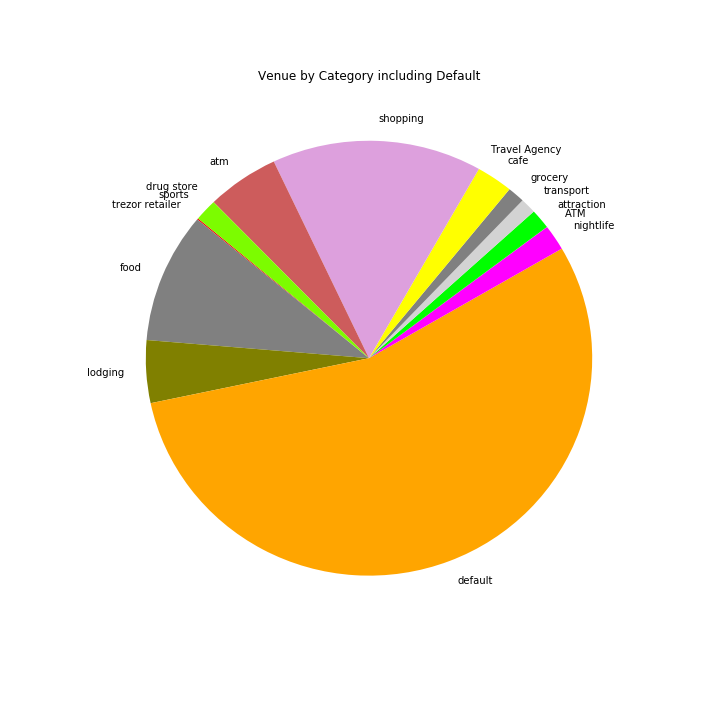 Venue by Category including Default
shopping
Travel Agency
cafe
atm
grocery
drug store
transport
sports
trezor retailer
attraction
ATM
nightlife
food
lodging
default